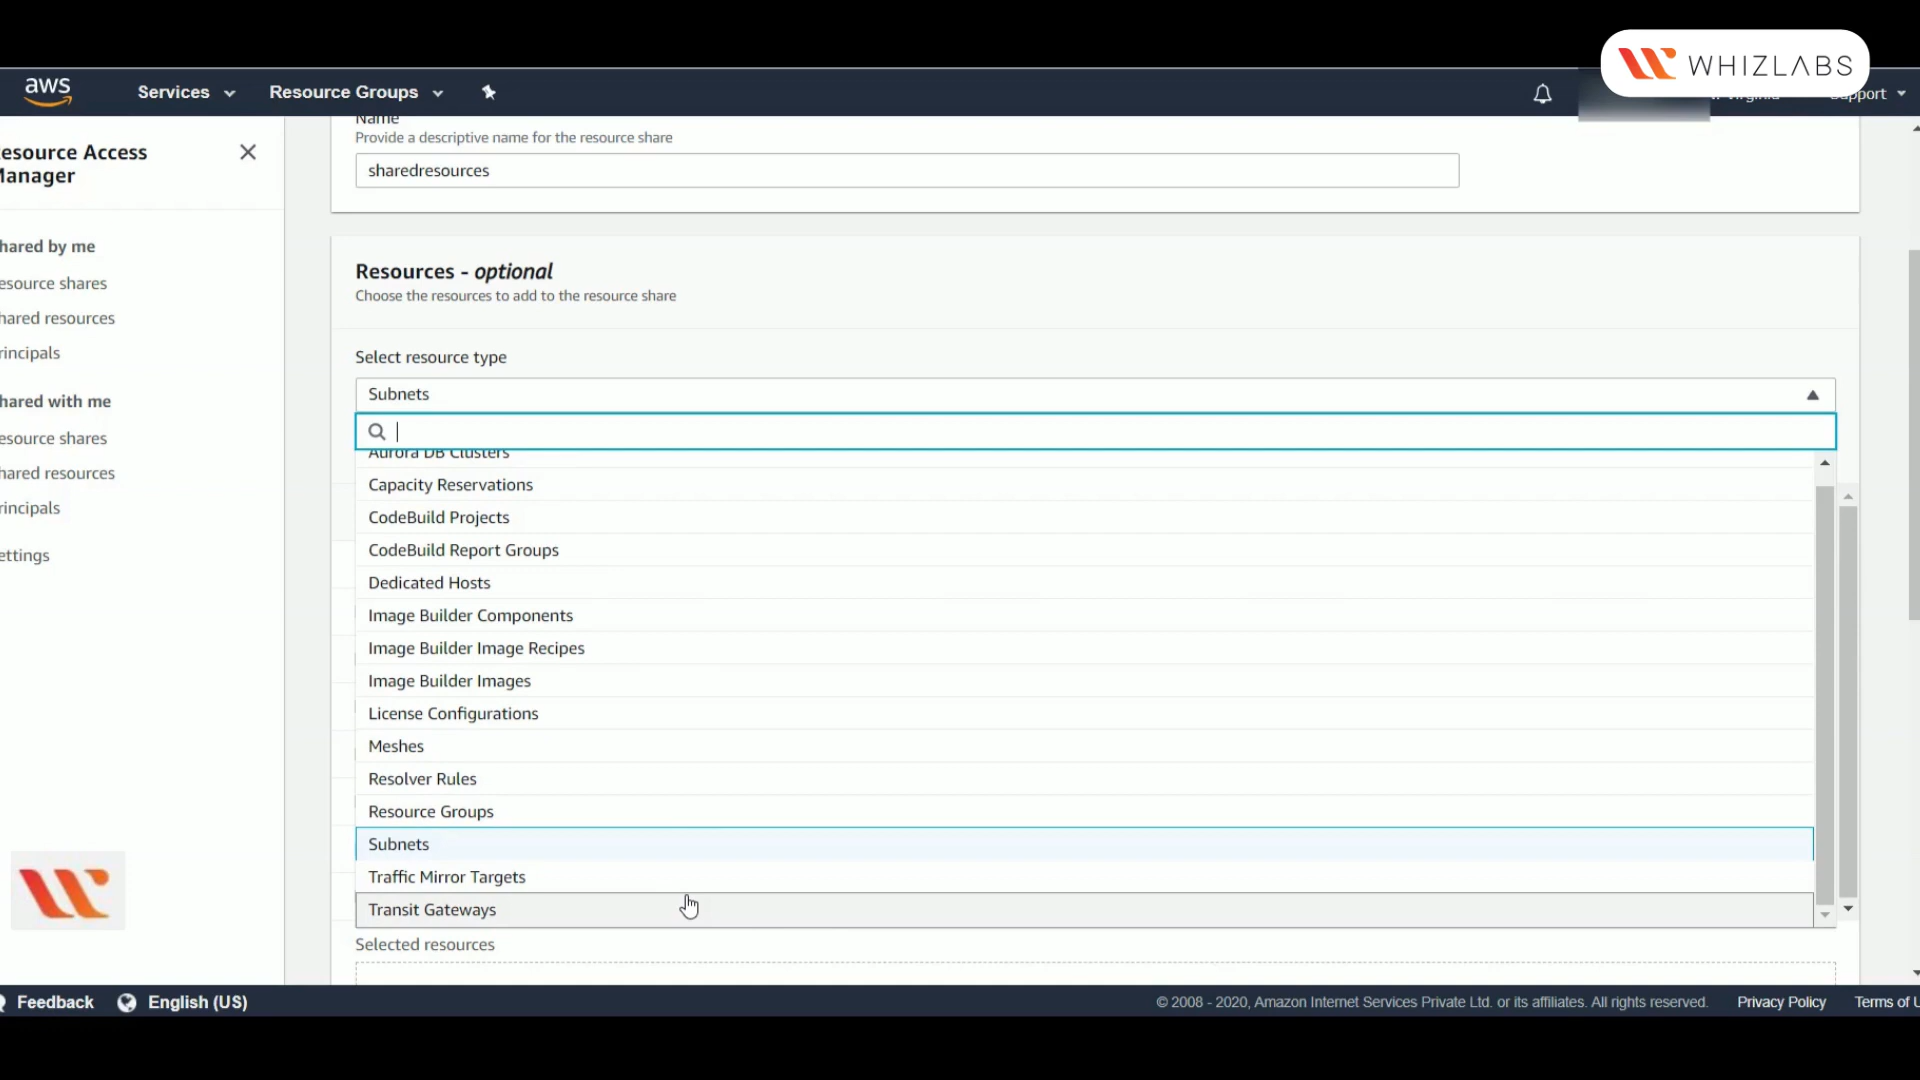 WHIZLABS
aws
Services
Resource Groups
Support
Name
Provide a descriptive name for the resource share
sharedresources
esource Access
anager
hared by me
esource shares
hared resources
rincipals
hared with me
esource shares
hared resources
rincipals
ettings
Resources - optional
Choose the resources to add to the resource share
Select resource type
Subnets
Aurora DB Clusters
Capacity Reservations
CodeBuild Projects
CodeBuild Report Groups
Dedicated Hosts
Image Builder Components
Image Builder Image Recipes
Image Builder Images
License Configurations
Meshes
Resolver Rules
Resource Groups
Subnets
Traffic Mirror Targets
Transit Gateways
Selected resources
Feedback
English (US)
© 2008 - 2020, Amazon Internet Services Private Ltd. or its affiliates. All rights reserved.
Privacy Policy
Terms of U